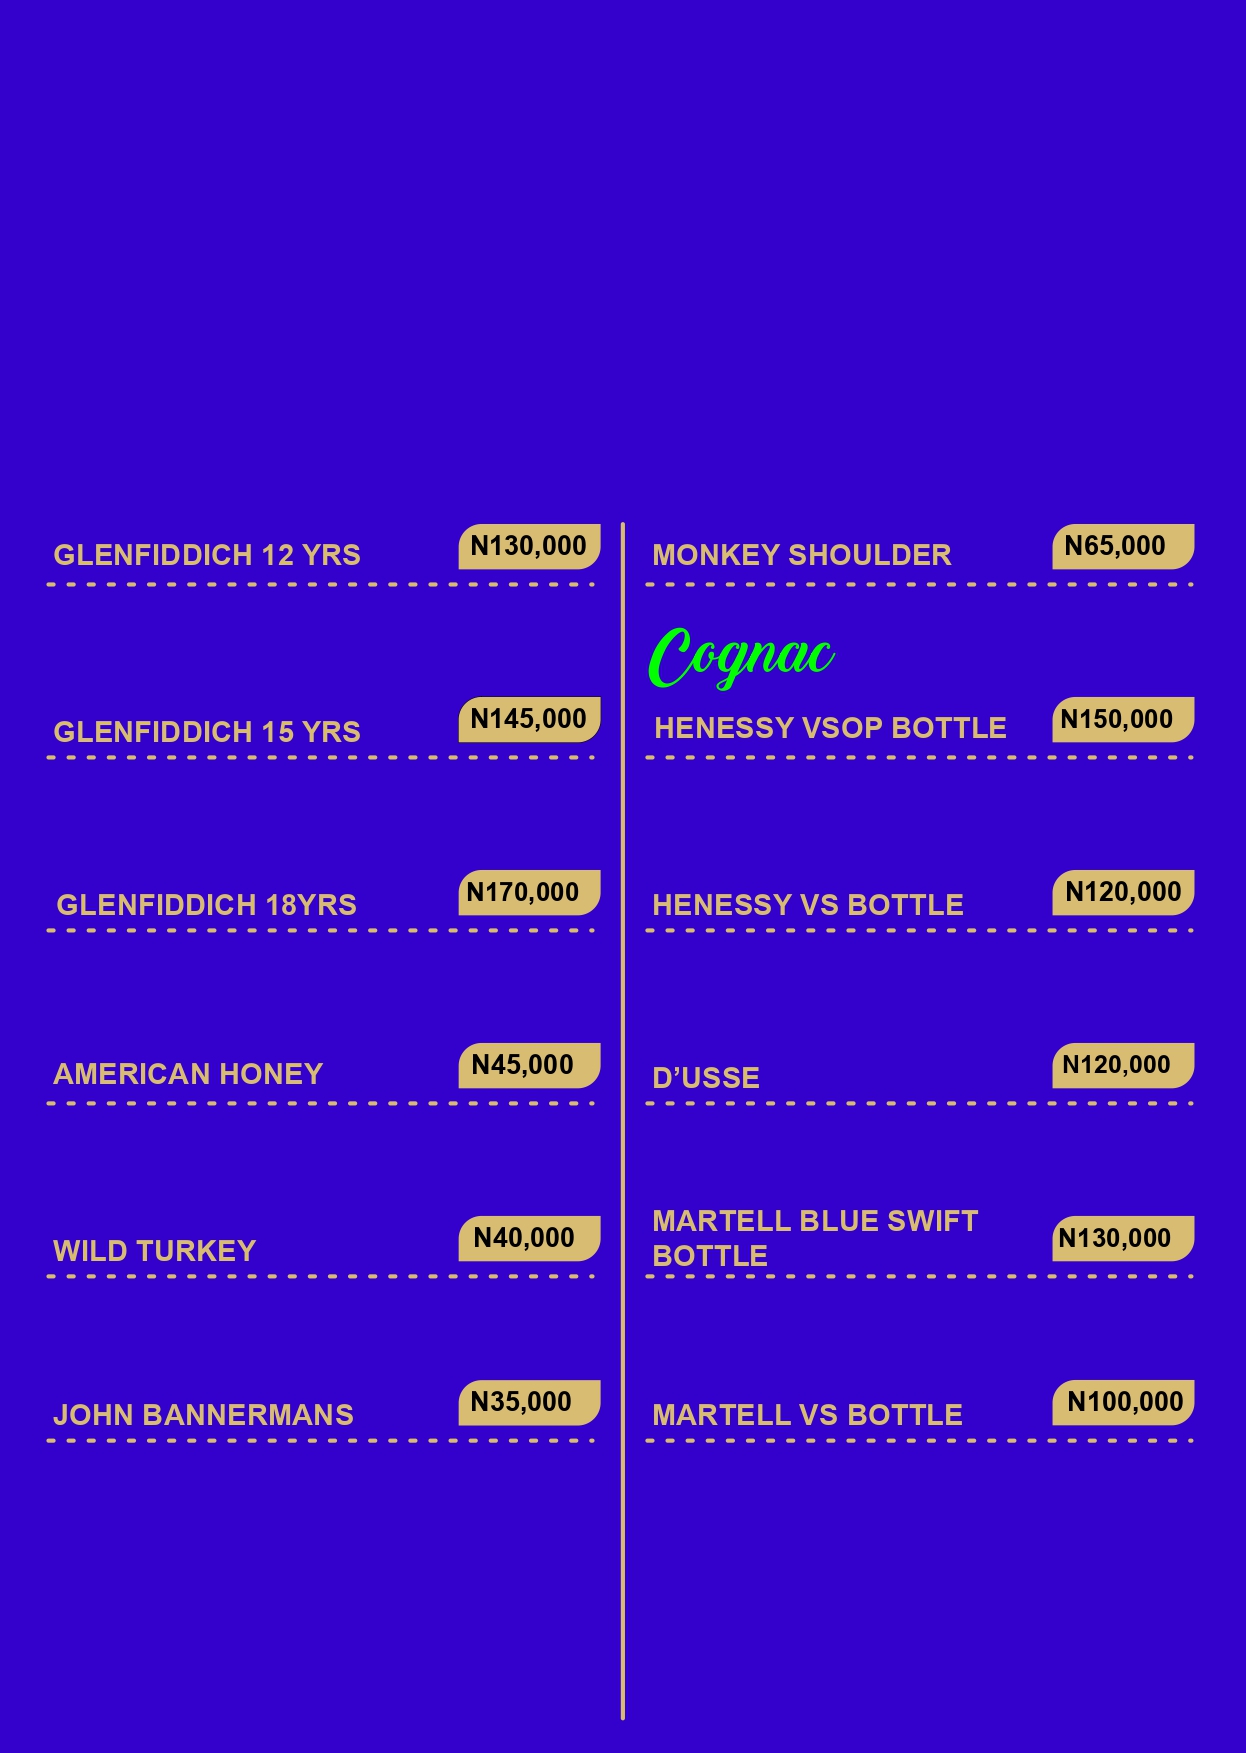 GLENFIDDICH 12 YRS N130,000
GLENFIDDICH 15 YRS N145,000
GLENFIDDICH 18YRS N170,000
AMERICAN HONEY N45,000
WILD TURKEY N40,000
JOHN BANNERMANS N35,000
MONKEY SHOULDER N65,000
Cognac
HENESSY VSOP BOTTLE N150,000
HENESSY VS BOTTLE N120,000
D’USSE N120,000
MARTELL BLUE SWIFT
BOTTLE N130,000
MARTELL VS BOTTLE N100,000